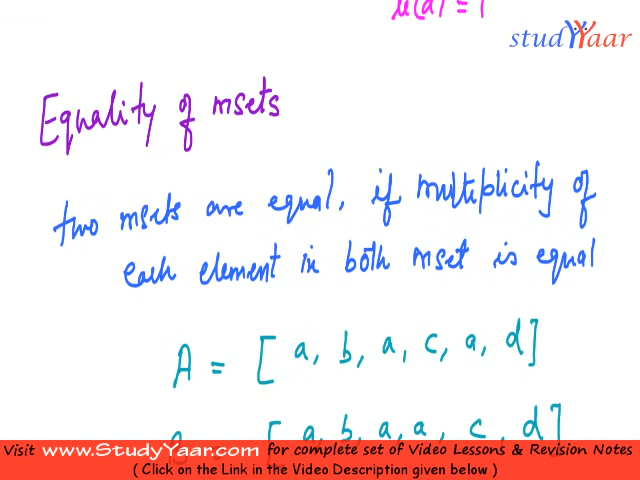 μ(d) = 1
studYYaar
Equality of msets
two msets are equal, if multiplicity of
each element in both mset is equal
A = [ a, b, a, c, a, d ]
[ a, b, a, a, c, d ]
Visit www.StudyYaar.com for complete set of Video Lessons & Revision Notes
( Click on the Link in the Video Description given below )